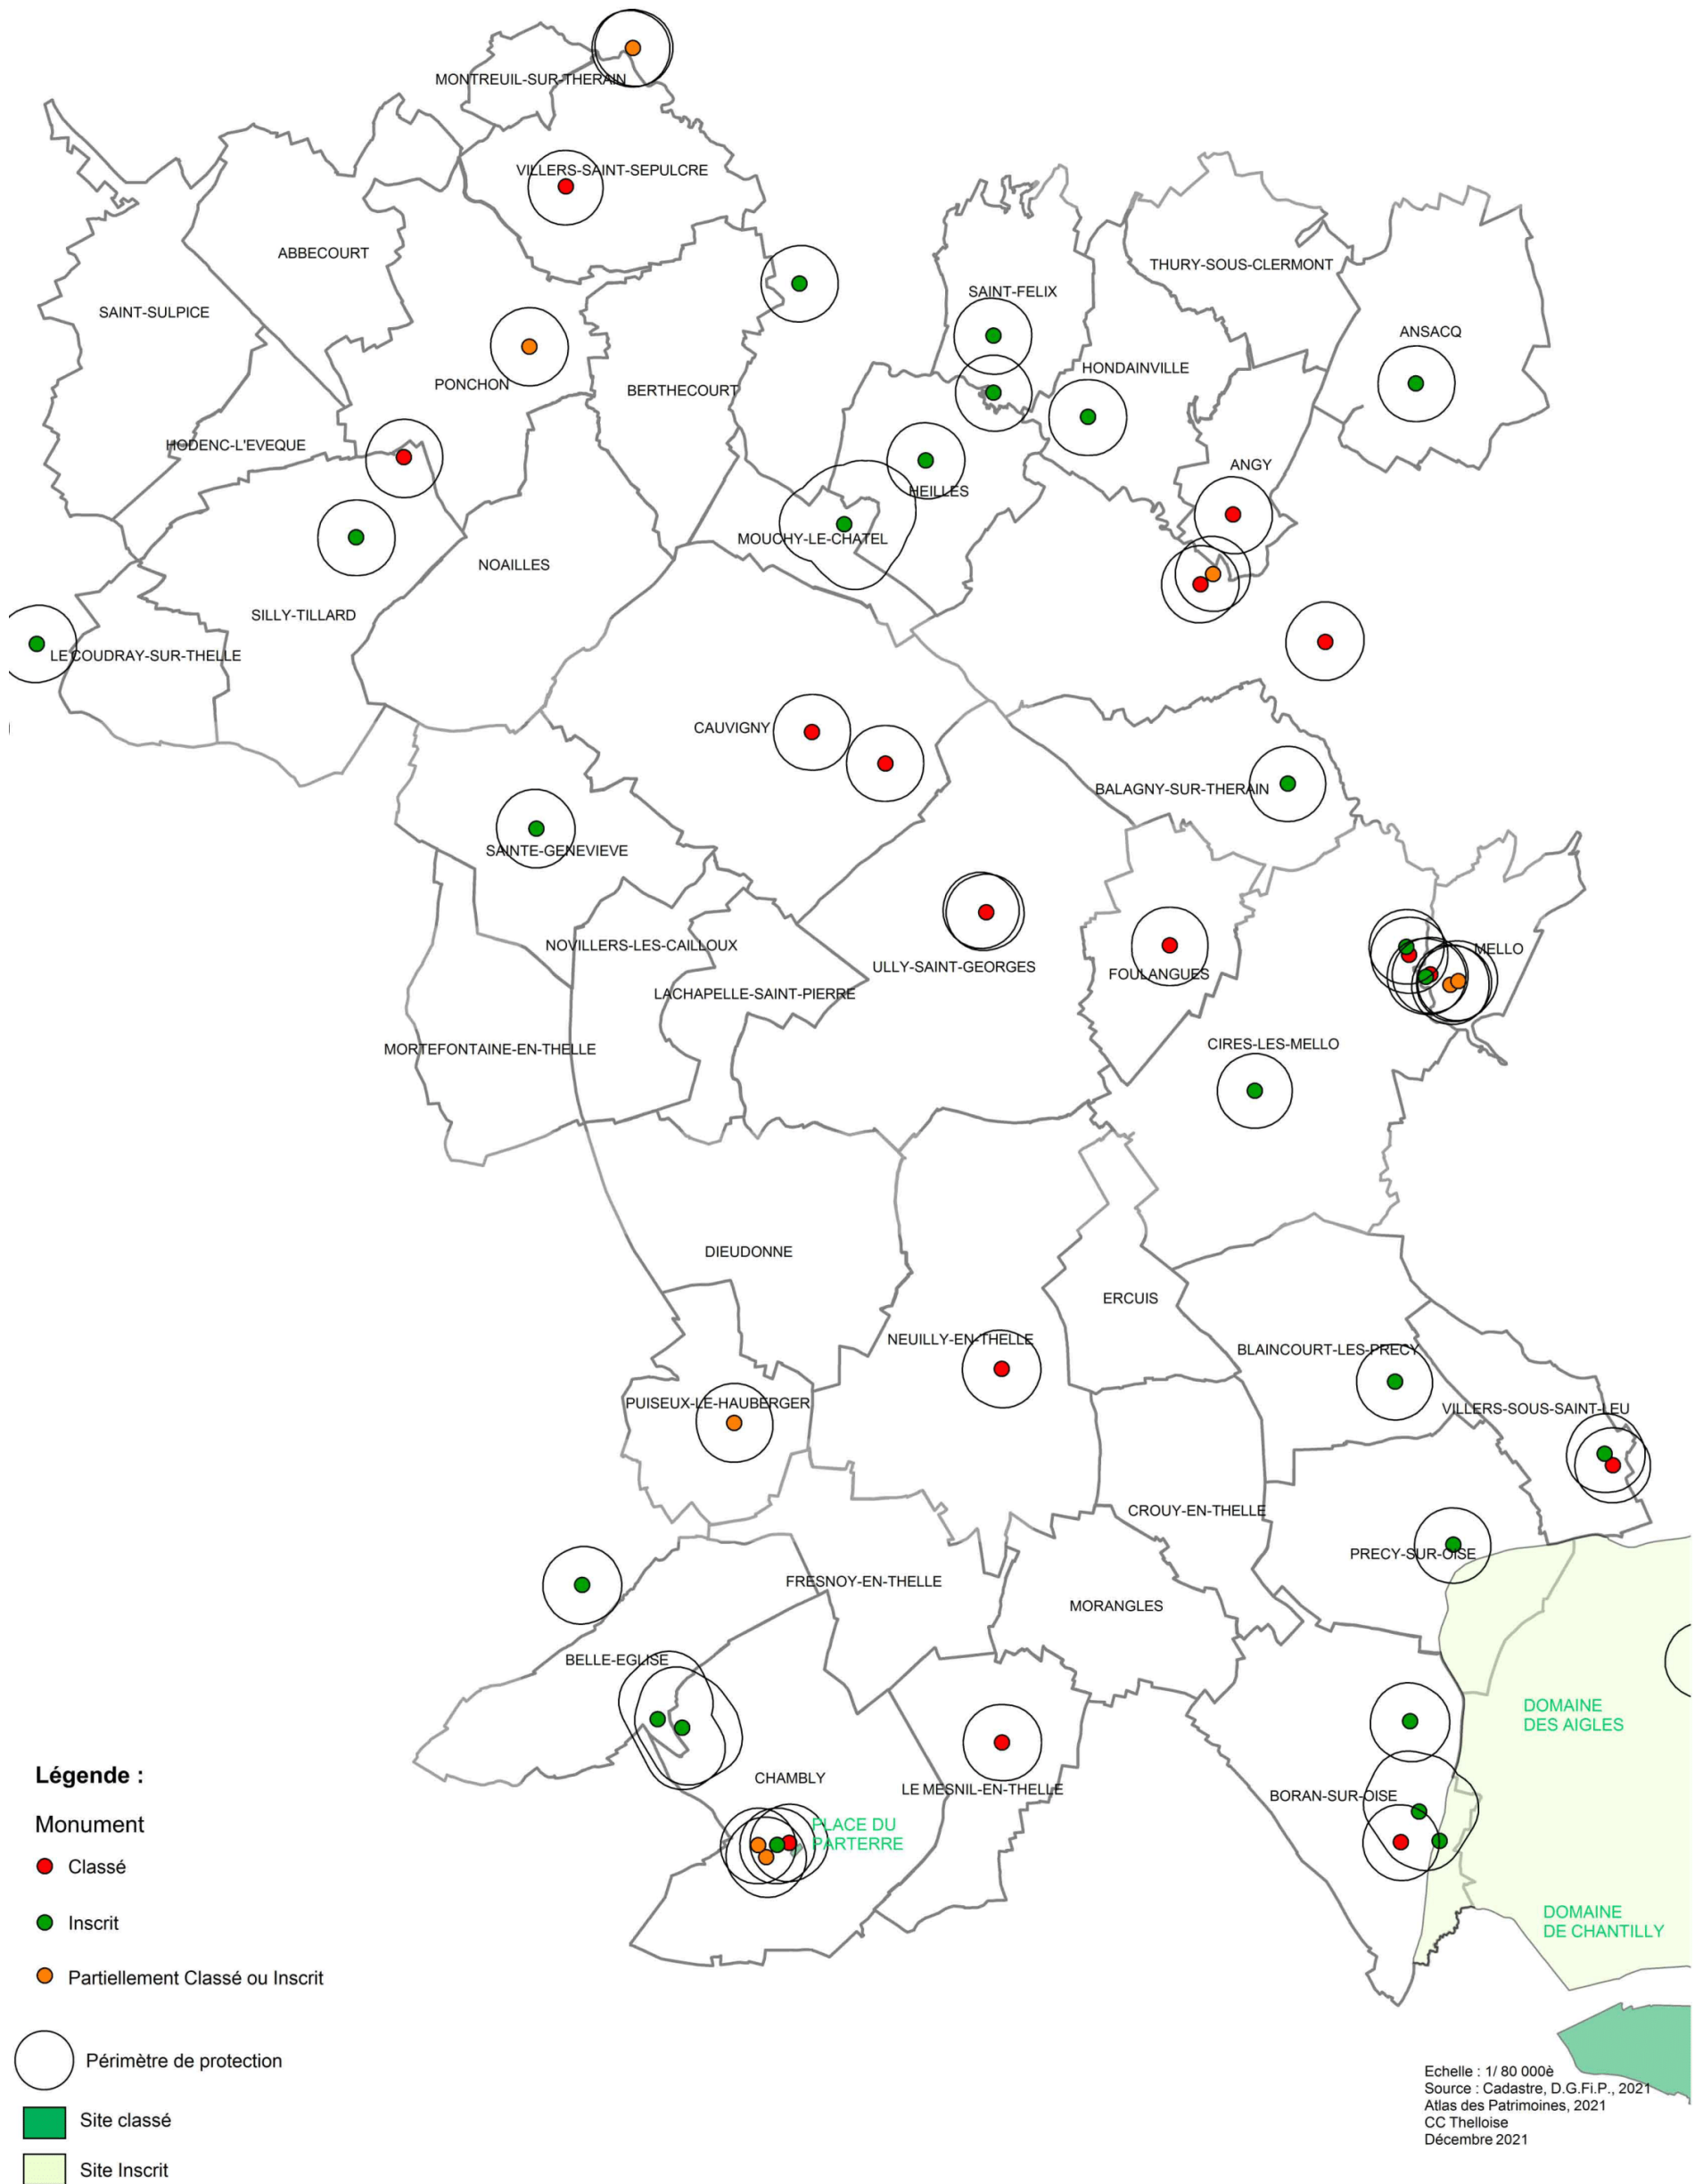 MONTREUIL-SUR-THERAIN
VILLERS-SAINT-SEPULCRE
ABBECOURT
THURY-SOUS-CLERMONT
SAINT-FELIX
SAINT-SULPICE
ANSACQ
HONDAINVILLE
PONCHON
BERTHECOURT
HODENC-L'EVEQUE
ANGY
HEILLES
MOUCHY-LE-CHATEL
NOAILLES
SILLY-TILLARD
LE COUDRAY-SUR-THELLE
CAUVIGNY
BALAGNY-SUR-THERAIN
SAINTE-GENEVIEVE
NOVILLERS-LES-CAILLOUX
MELLO
ULLY-SAINT-GEORGES
FOULANGUES
LACHAPELLE-SAINT-PIERRE
CIRES-LES-MELLO
MORTEFONTAINE-EN-THELLE
DIEUDONNE
ERCUIS
NEUILLY-EN-THELLE
BLAINCOURT-LES-PRECY
PUISEUX-LE-HAUBERGER
VILLERS-SOUS-SAINT-LEU
CROUY-EN-THELLE
PRECY-SUR-OISE
FRESNOY-EN-THELLE
MORANGLES
BELLE-EGLISE
DOMAINE
DES AIGLES
CHAMBLY
LE MESNIL-EN-THELLE
BORAN-SUR-OISE
PLACE DU
PARTERRE
DOMAINE
DE CHANTILLY
Légende :
Monument
Classé
Inscrit
Partiellement Classé ou Inscrit
Périmètre de protection
Site classé
Site Inscrit
Echelle : 1/ 80 000è
Source : Cadastre, D.G.Fi.P., 2021
Atlas des Patrimoines, 2021
CC Thelloise
Décembre 2021